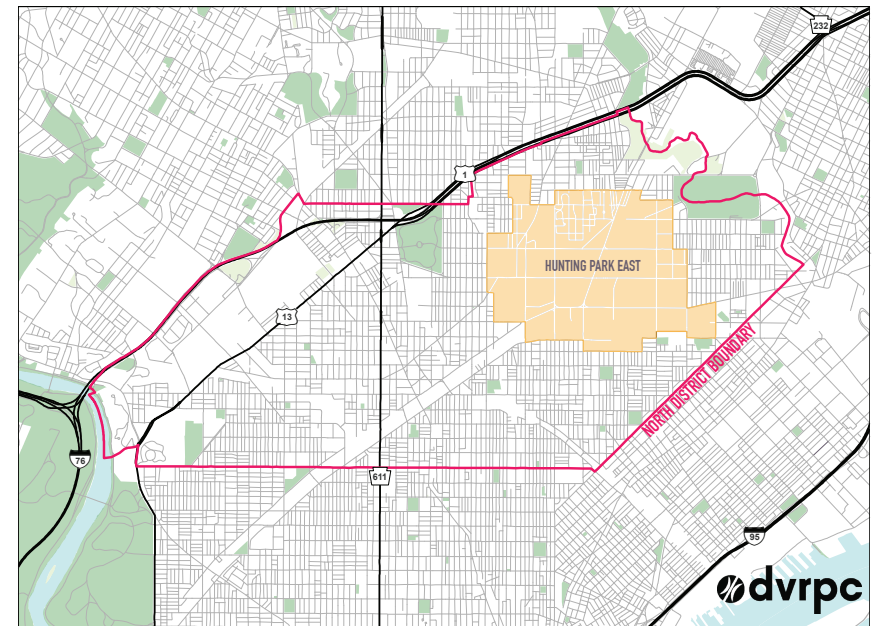 232
1
HUNTING PARK EAST
13
NORTH DISTRICT BOUNDARY
76
611
95
dvrpc